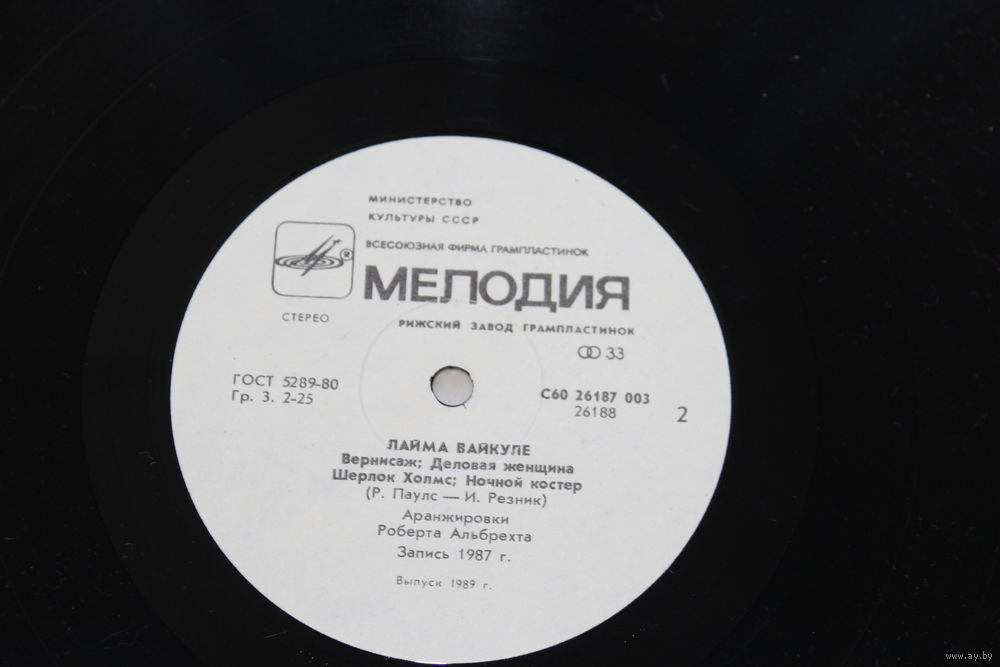 МИНИСТЕРСТВО
КУЛЬТУРЫ СССР
ВСЕСОЮЗНАЯ ФИРМА ГРАМПЛАСТИНОК
®
МЕЛОДИЯ
СТЕРЕО
РИЖСКИЙ ЗАВОД ГРАМПЛАСТИНОК
33
ГОСТ 5289-80
Гр. 3. 2-25
С60 26187 003
26188
2
ЛАЙМА ВАЙКУЛЕ
Вернисаж; Деловая женщина
Шерлок Холмс; Ночной костер
(Р. Паулс — И. Резник)
Аранжировки
Роберта Альбрехта
Запись 1987 г.
Выпуск 1989 г.
www.ay.by